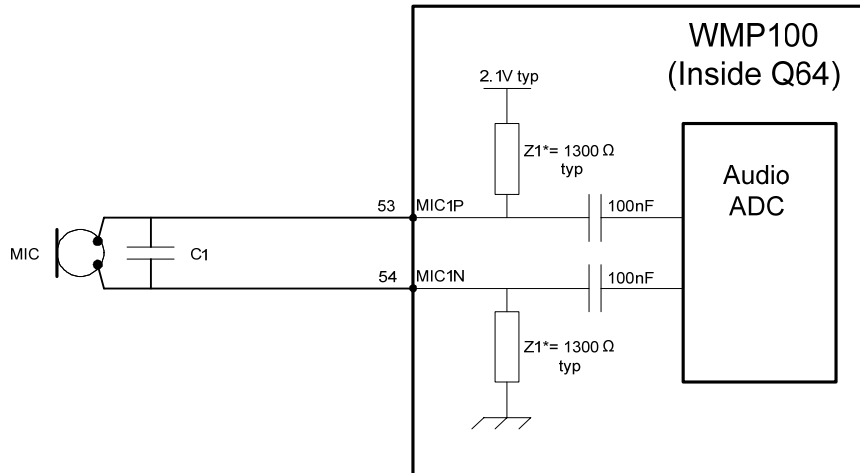 WMP100
(Inside Q64)
2.1V typ
Z1*= 1300 Ω
typ
Audio
ADC
53
MIC1P
100nF
MIC
C1
54
MIC1N
100nF
Z1*= 1300 Ω
typ